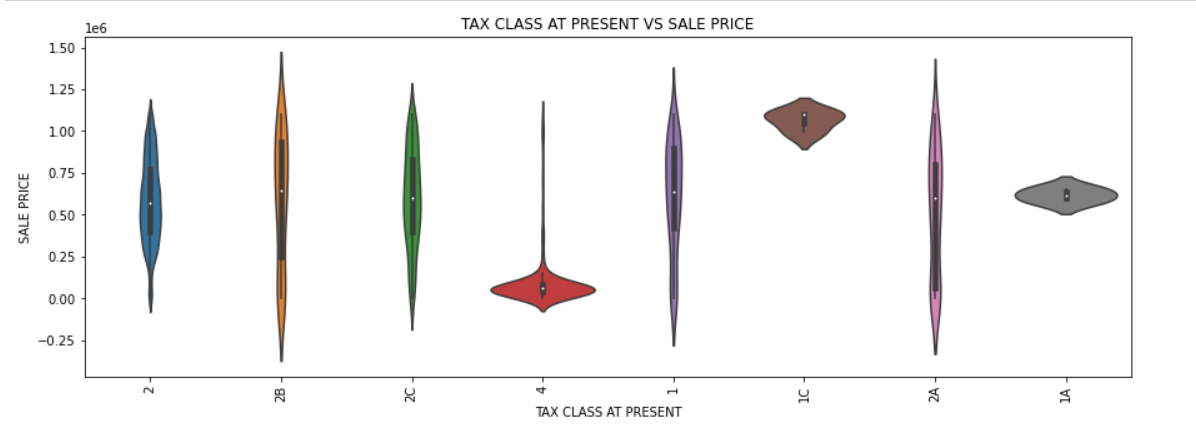 TAX CLASS AT PRESENT VS SALE PRICE
1e6
1.50
1.25
1.00
0.75
0.50
0.25
0.00
−0.25
SALE PRICE
2
2B
2C
4
1
1C
2A
1A
TAX CLASS AT PRESENT